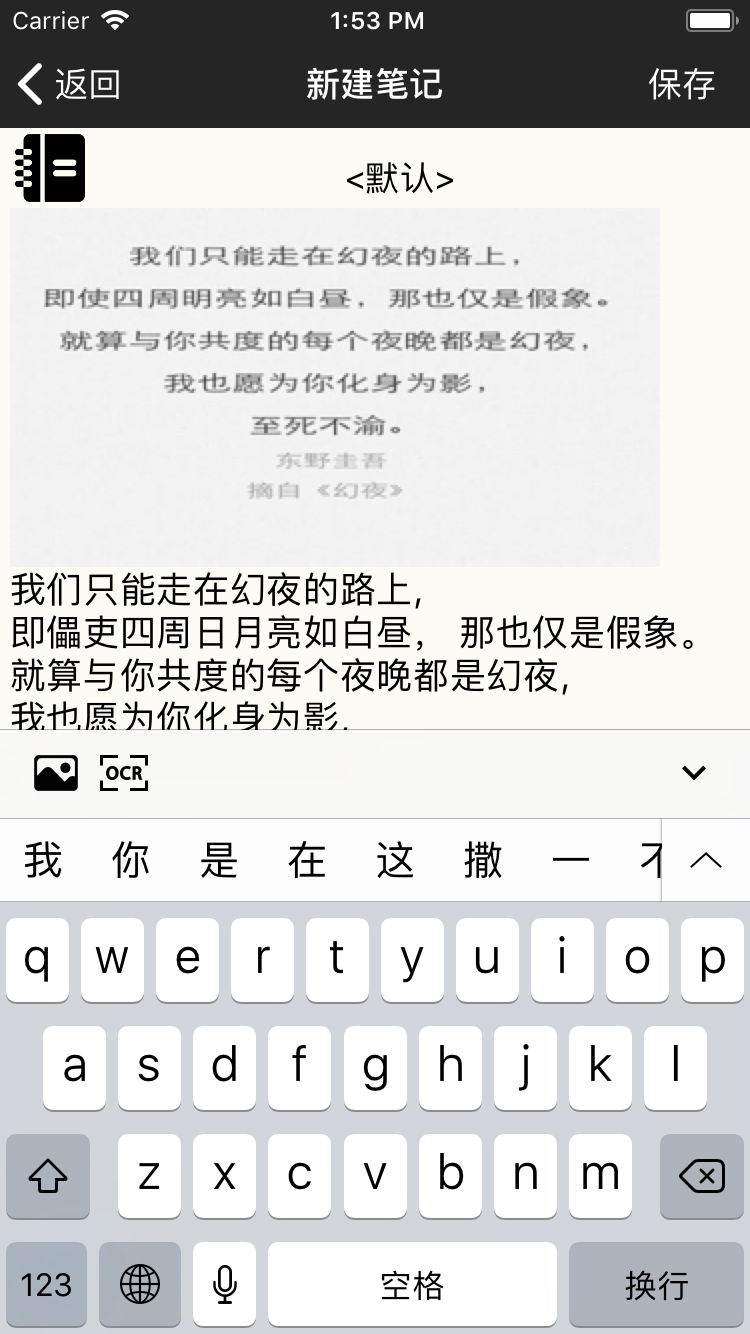 Carrier 1:53 PM
返回 新建笔记 保存
<默认>
我们只能走在幻夜的路上,
即使四周明亮如白昼，那也仅是假象。
就算与你共度的每个夜晚都是幻夜,
我也愿为你化身为影,
至死不渝。
东野圭吾
摘自《幻夜》
我们只能走在幻夜的路上,
即儡吏四周日月亮如白昼， 那也仅是假象。
就算与你共度的每个夜晚都是幻夜,
我也愿为你化身为影,
OCR
我 你 是 在 这 撒 一 不
q w e r t y u i o p
a s d f g h j k l
z x c v b n m
123 空格 换行